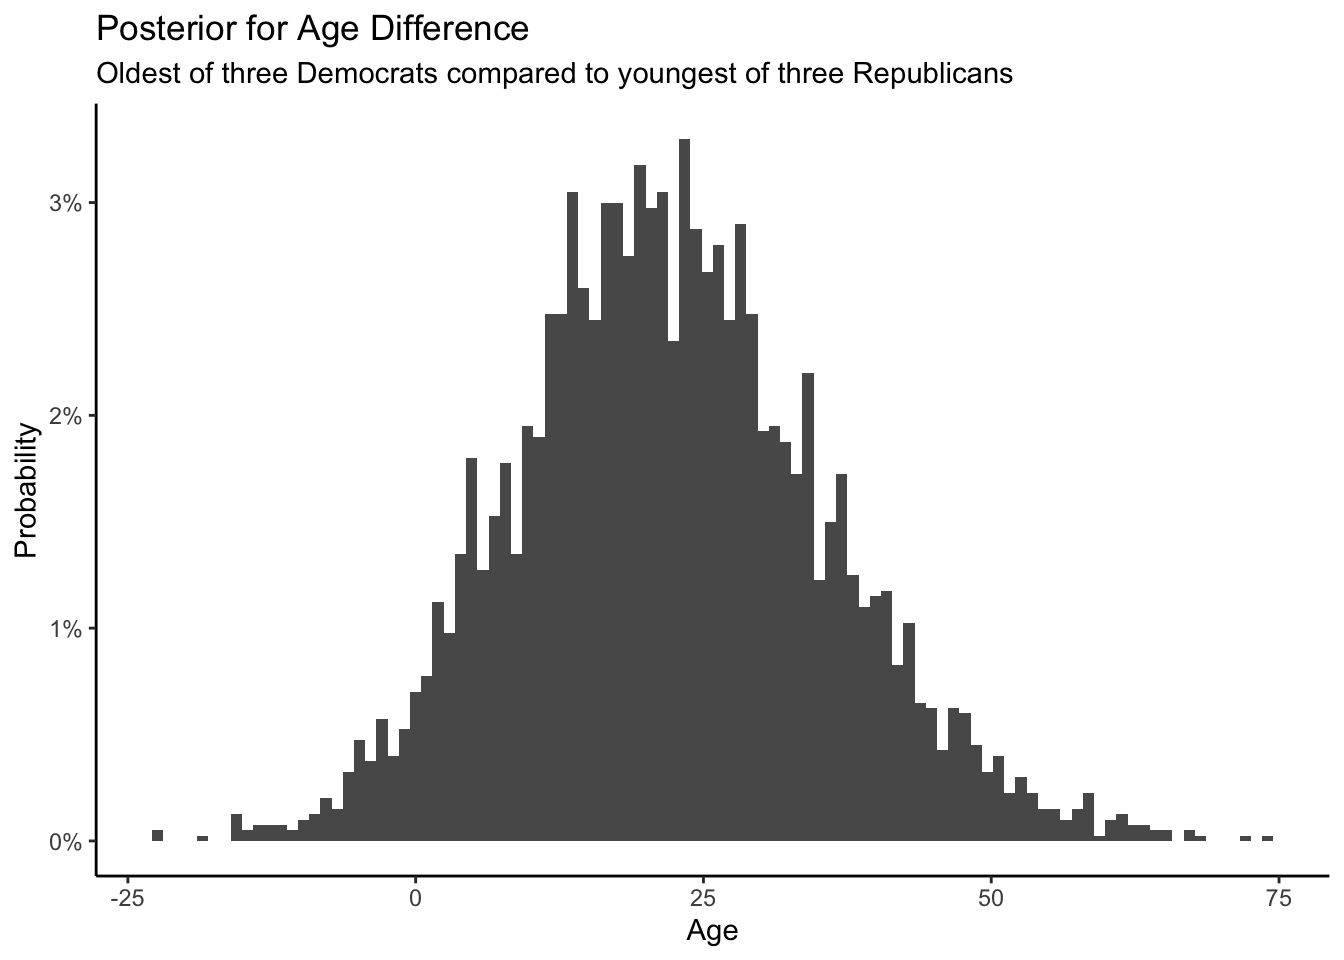 Posterior for Age Difference
Oldest of three Democrats compared to youngest of three Republicans
3%
2%
1%
0%
Probability
-25 0 25 50 75
Age